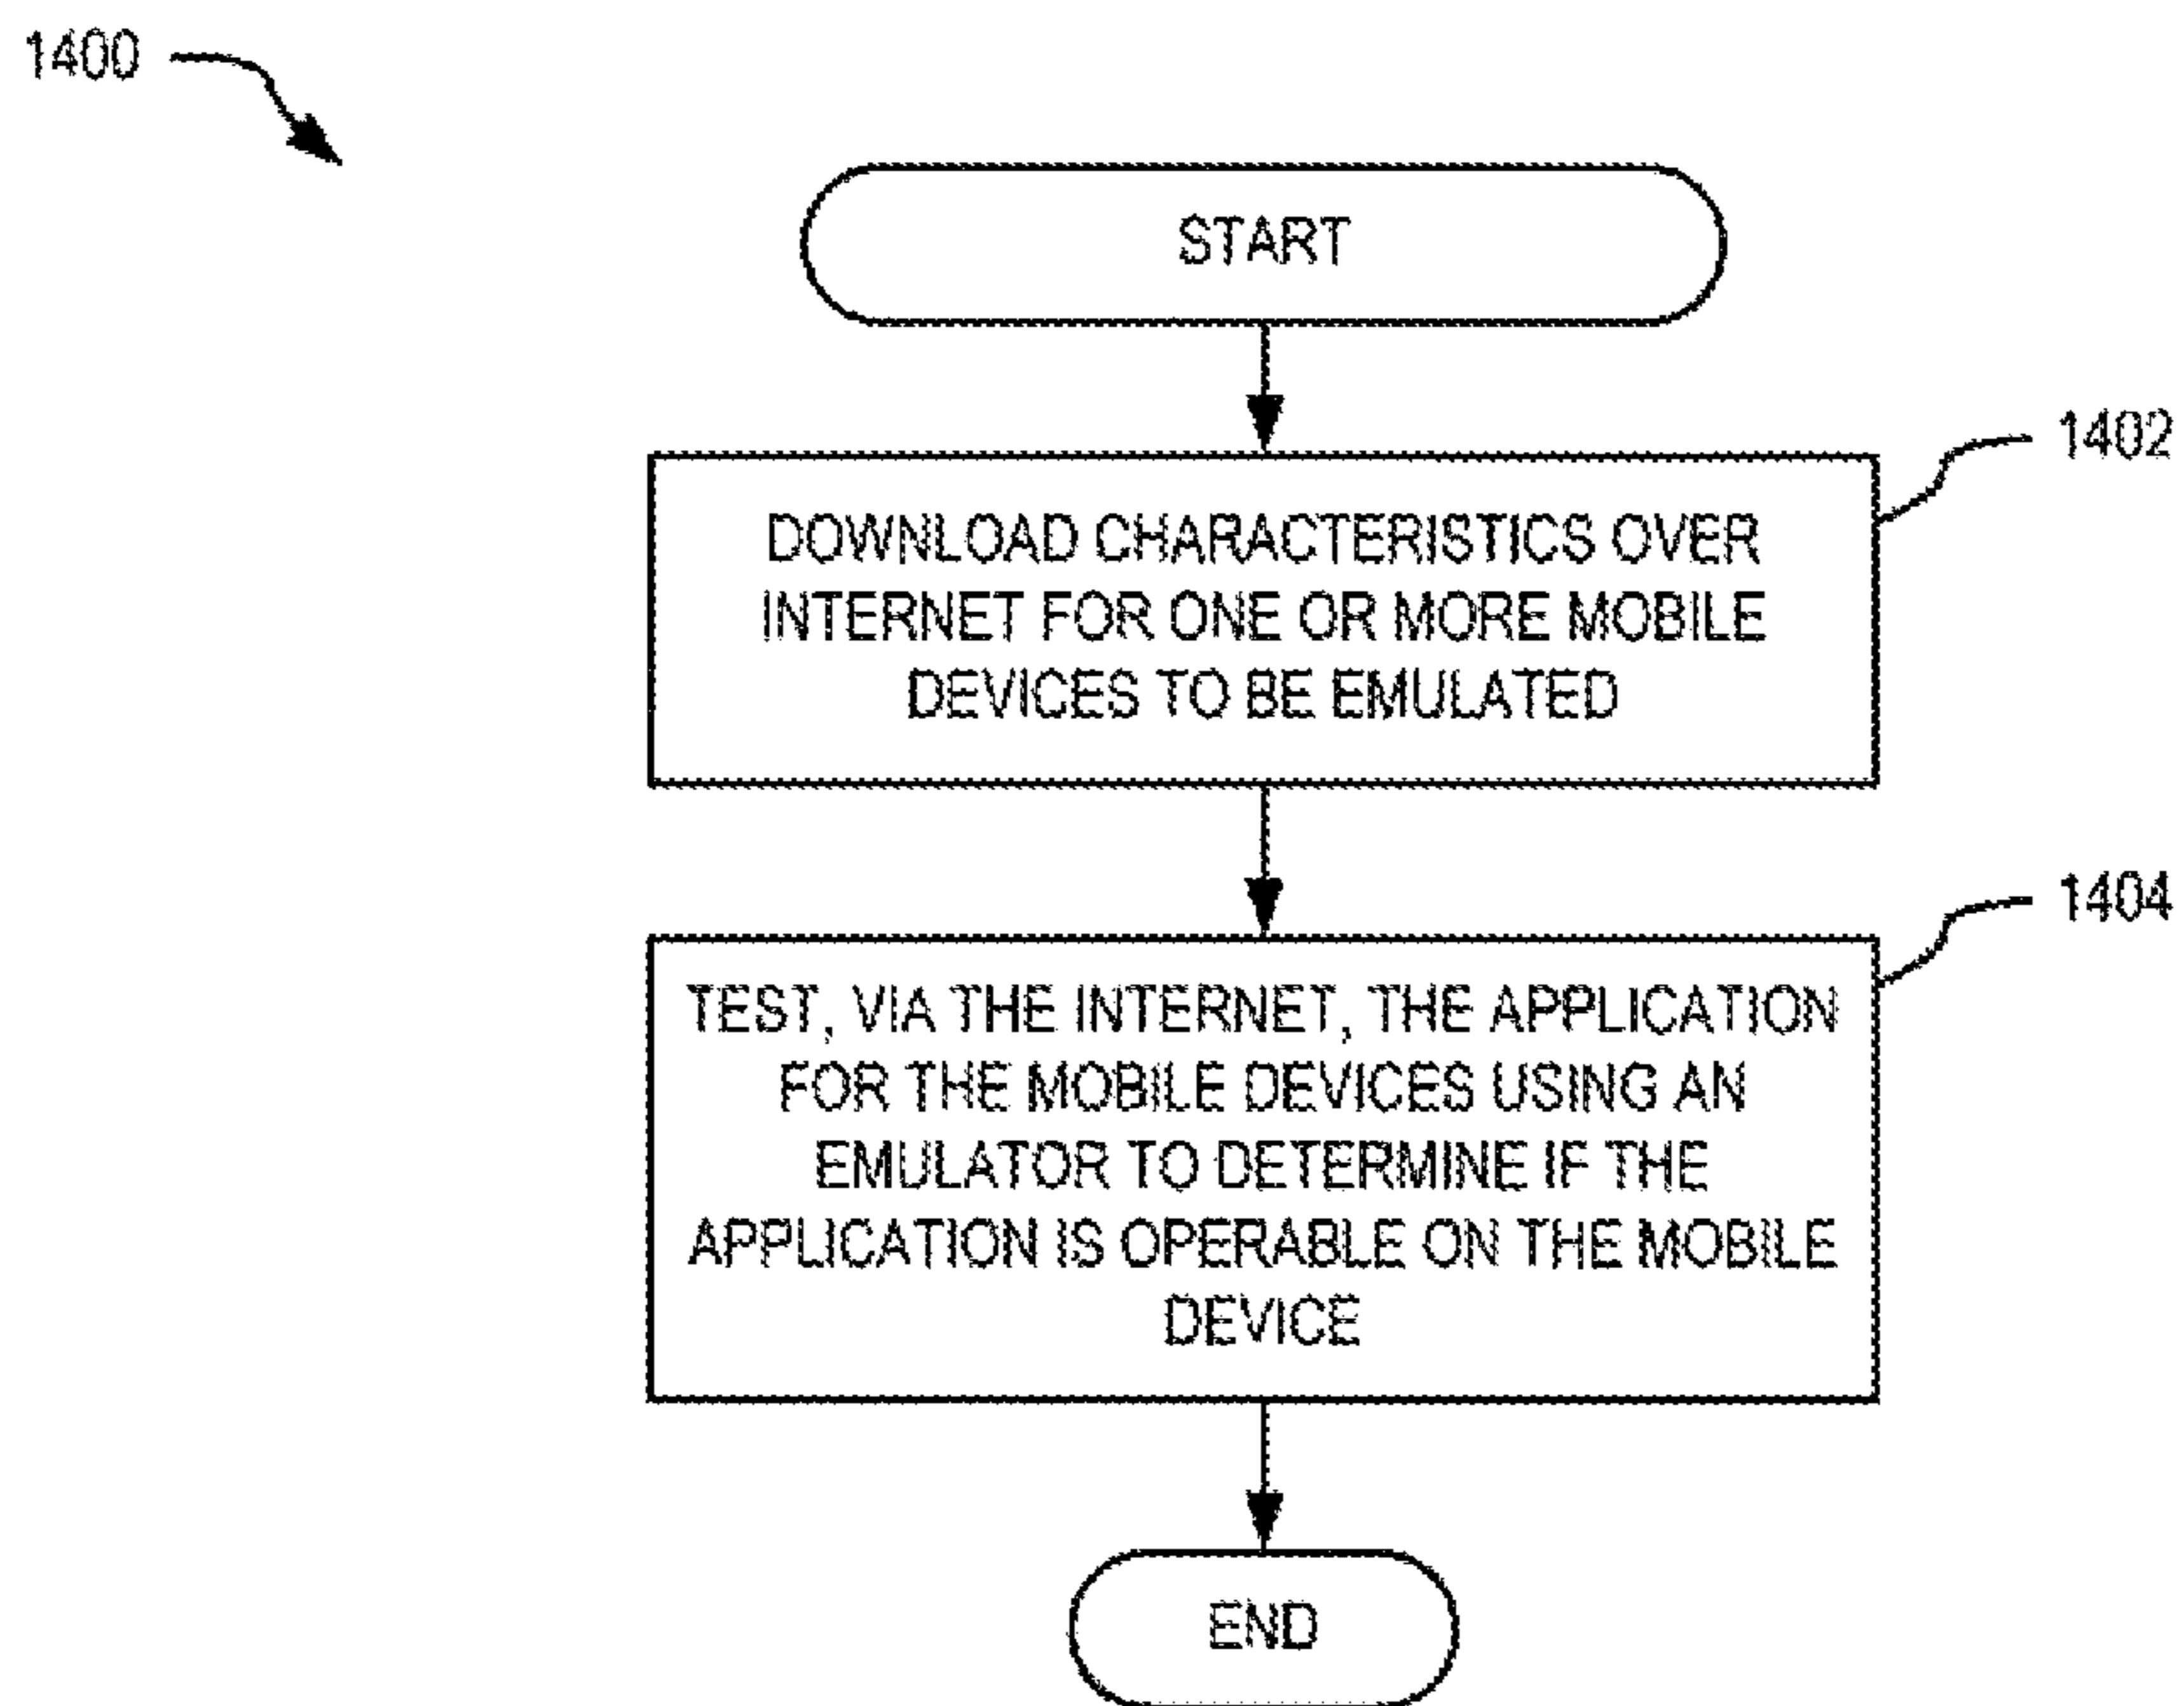 1400
START
1402
DOWNLOAD CHARACTERISTICS OVER
INTERNET FOR ONE OR MORE MOBILE
DEVICES TO BE EMULATED
1404
TEST, VIA THE INTERNET, THE APPLICATION
FOR THE MOBILE DEVICES USING AN
EMULATOR TO DETERMINE IF THE
APPLICATION IS OPERABLE ON THE MOBILE
DEVICE
END